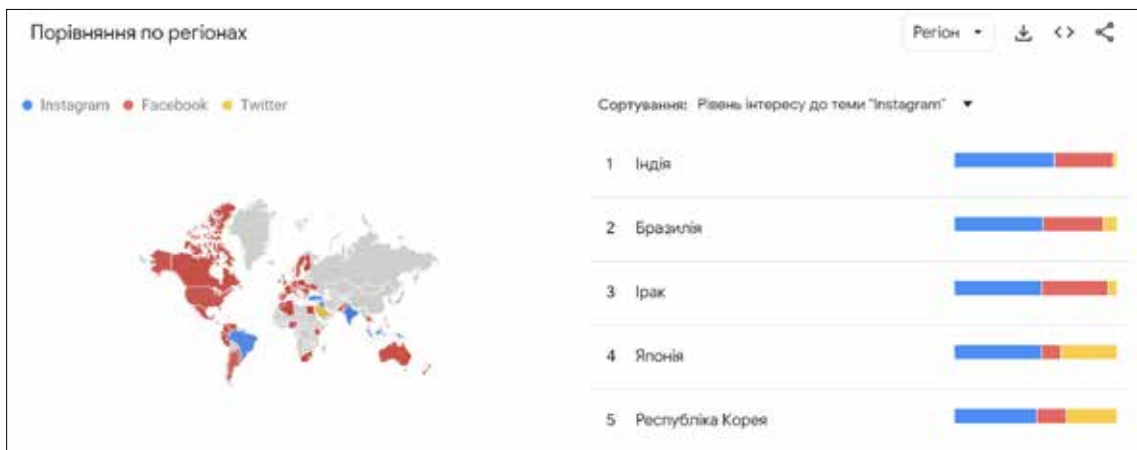 Порівняння по регіонах
Регіон
Instagram Facebook Twitter
Сортування: Рівень інтересу до теми "Instagram"
1 Індія
2 Бразилія
3 Ірак
4 Японія
5 Республіка Корея